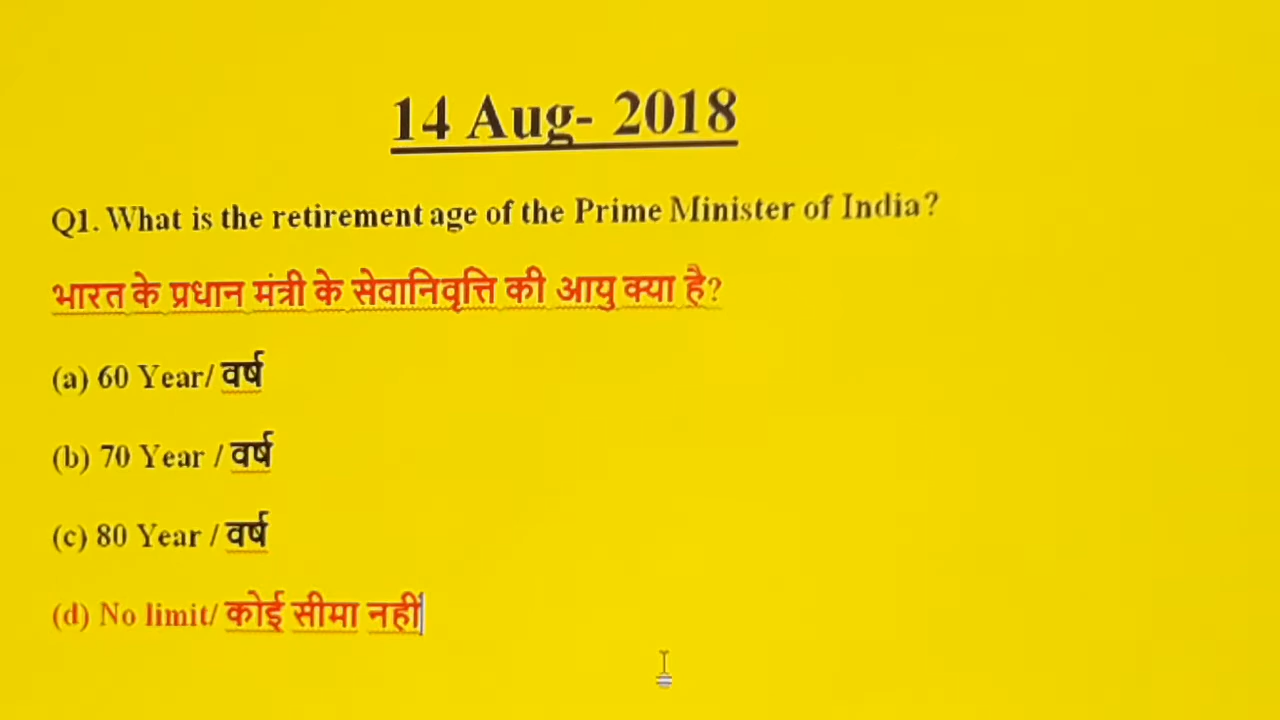 14 Aug- 2018
Q1. What is the retirement age of the Prime Minister of India?
भारत के प्रधान मंत्री के सेवानिवृत्ति की आयु क्या है?
(a) 60 Year/ वर्ष
(b) 70 Year / वर्ष
(c) 80 Year / वर्ष
(d) No limit/ कोई सीमा नहीं